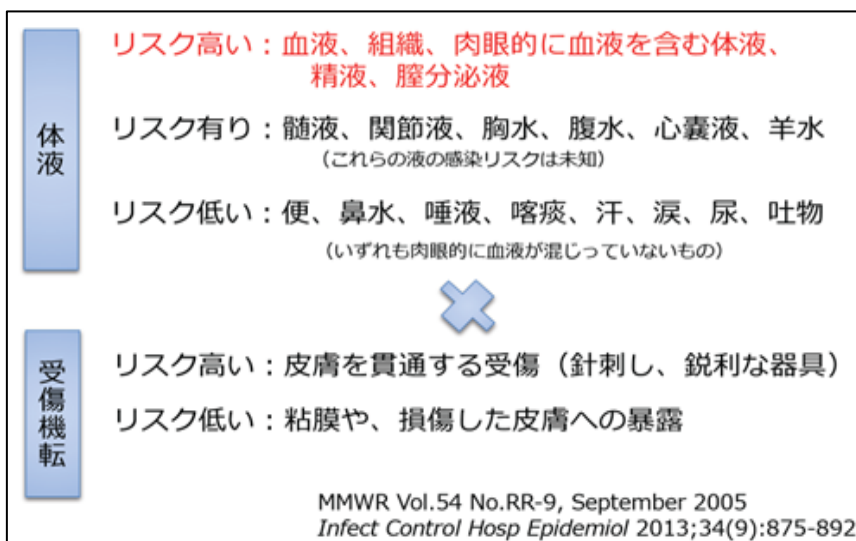 体液
リスク高い：血液、組織、肉眼的に血液を含む体液、
精液、膣分泌液
リスク有り：髄液、関節液、胸水、腹水、心嚢液、羊水
（これらの液の感染リスクは未知）
リスク低い：便、鼻水、唾液、喀痰、汗、涙、尿、吐物
（いずれも肉眼的に血液が混じっていないもの）
受傷機転
リスク高い：皮膚を貫通する受傷（針刺し、鋭利な器具）
リスク低い：粘膜や、損傷した皮膚への暴露
MMWR Vol.54 No.RR-9, September 2005
Infect Control Hosp Epidemiol 2013;34(9):875-892